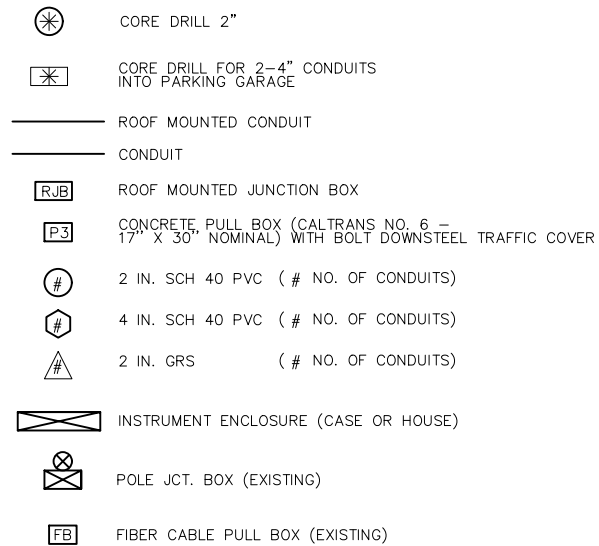 CORE DRILL 2"
CORE DRILL FOR 2-4" CONDUITS
INTO PARKING GARAGE
ROOF MOUNTED CONDUIT
CONDUIT
RJB ROOF MOUNTED JUNCTION BOX
P3 CONCRETE PULL BOX (CALTRANS NO. 6 –
17'' X 30'' NOMINAL) WITH BOLT DOWNSTEEL TRAFFIC COVER
# 2 IN. SCH 40 PVC ( # NO. OF CONDUITS)
# 4 IN. SCH 40 PVC ( # NO. OF CONDUITS)
# 2 IN. GRS ( # NO. OF CONDUITS)
INSTRUMENT ENCLOSURE (CASE OR HOUSE)
POLE JCT. BOX (EXISTING)
FB FIBER CABLE PULL BOX (EXISTING)